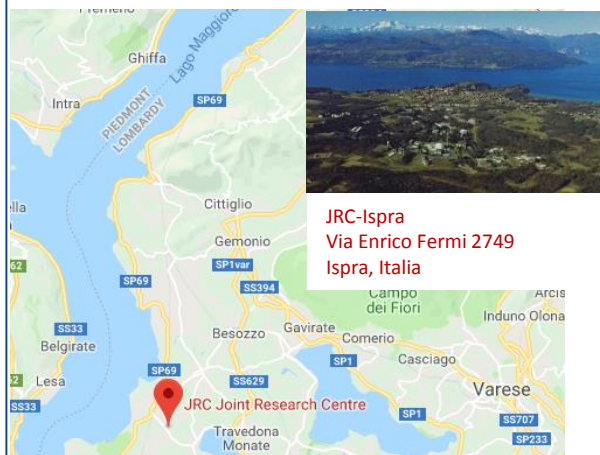 Premeno
Ghiffa
Lago Maggiore
Intra
PIEDMONT
LOMBARDY
SP69
Cittiglio
Gemonio
SP1var
SP69
SS394
JRC-Ispra
Via Enrico Fermi 2749
Ispra, Italia
Campo
dei Fiori
Arcis
Induno Olona
ella
62
SS33
Belgirate
Besozzo
Gavirate
Comerio
SP1
Casciago
Lesa
SP69
SS629
Varese
SS33
JRC Joint Research Centre
SP1
SS707
Travedona
Monate
SP233